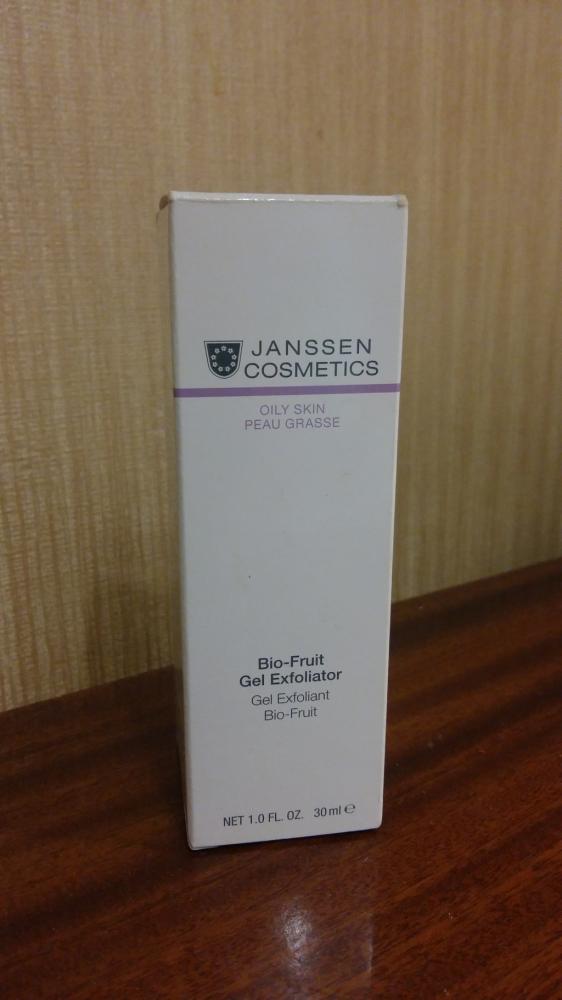 JANSSEN
COSMETICS
OILY SKIN
PEAU GRASSE
Bio-Fruit
Gel Exfoliator
Gel Exfoliant
Bio-Fruit
NET 1.0 FL. OZ. 30 ml ℮